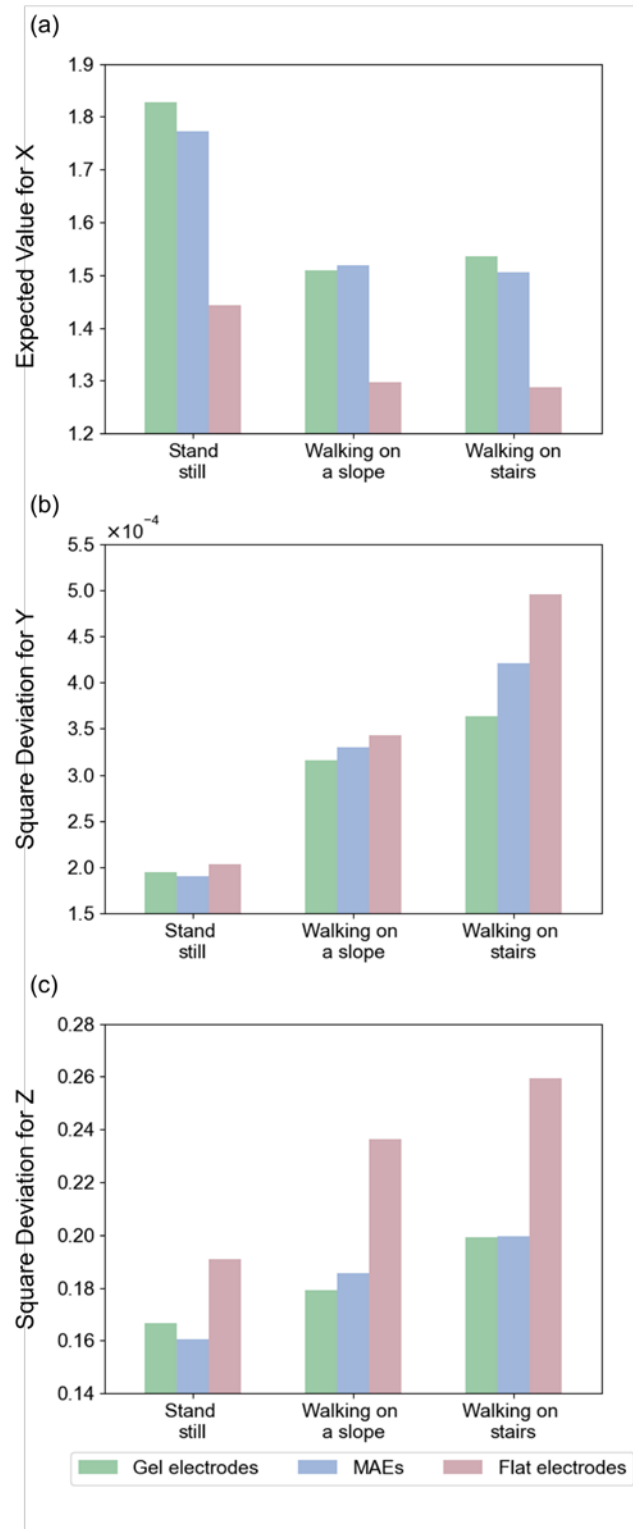 (a)
Expected Value for X
1.9
1.8
1.7
1.6
1.5
1.4
1.3
1.2
Stand
still
Walking on
a slope
Walking on
stairs
(b)
×10−4
Square Deviation for Y
5.5
5.0
4.5
4.0
3.5
3.0
2.5
2.0
1.5
Stand
still
Walking on
a slope
Walking on
stairs
(c)
Square Deviation for Z
0.28
0.26
0.24
0.22
0.20
0.18
0.16
0.14
Stand
still
Walking on
a slope
Walking on
stairs
Gel electrodes MAEs Flat electrodes